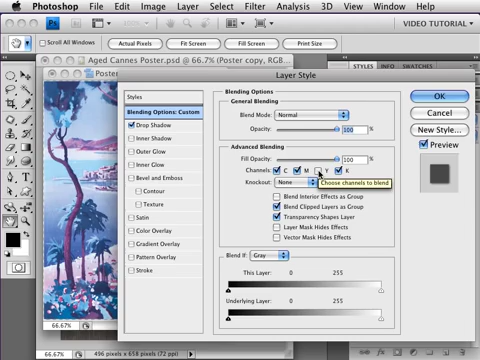 Photoshop File Edit Image Layer Select Filter Analysis 3D View Window
Ps 66.7 VIDEO TUTORIAL
Scroll All Windows Actual Pixels Fit Screen Fill Screen Print Size
Aged Cannes Poster.psd @ 66.7% (Poster copy, RGB...
Poster
STYLES
Layer Style
Styles
Blending Options: Custom
Drop Shadow
Inner Shadow
Outer Glow
Inner Glow
Bevel and Emboss
Contour
Texture
Satin
Color Overlay
Gradient Overlay
Pattern Overlay
Stroke
Blending Options
General Blending
Blend Mode: Normal
Opacity: 100 %
Advanced Blending
Fill Opacity: 100 %
Channels: C M Y K
Knockout: None
Choose channels to blend
Blend Interior Effects as Group
Blend Clipped Layers as Group
Transparency Shapes Layer
Layer Mask Hides Effects
Vector Mask Hides Effects
Blend If: Gray
This Layer: 0 255
Underlying Layer: 0 255
OK
Cancel
New Style...
Preview
66.67%
66.67% 496 pixels x 658 pixels (72 ppi)